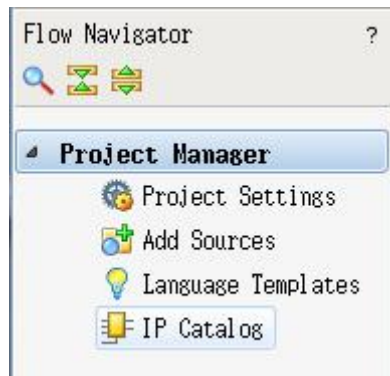 Flow Navigator ?
Project Manager
Project Settings
Add Sources
Language Templates
IP Catalog